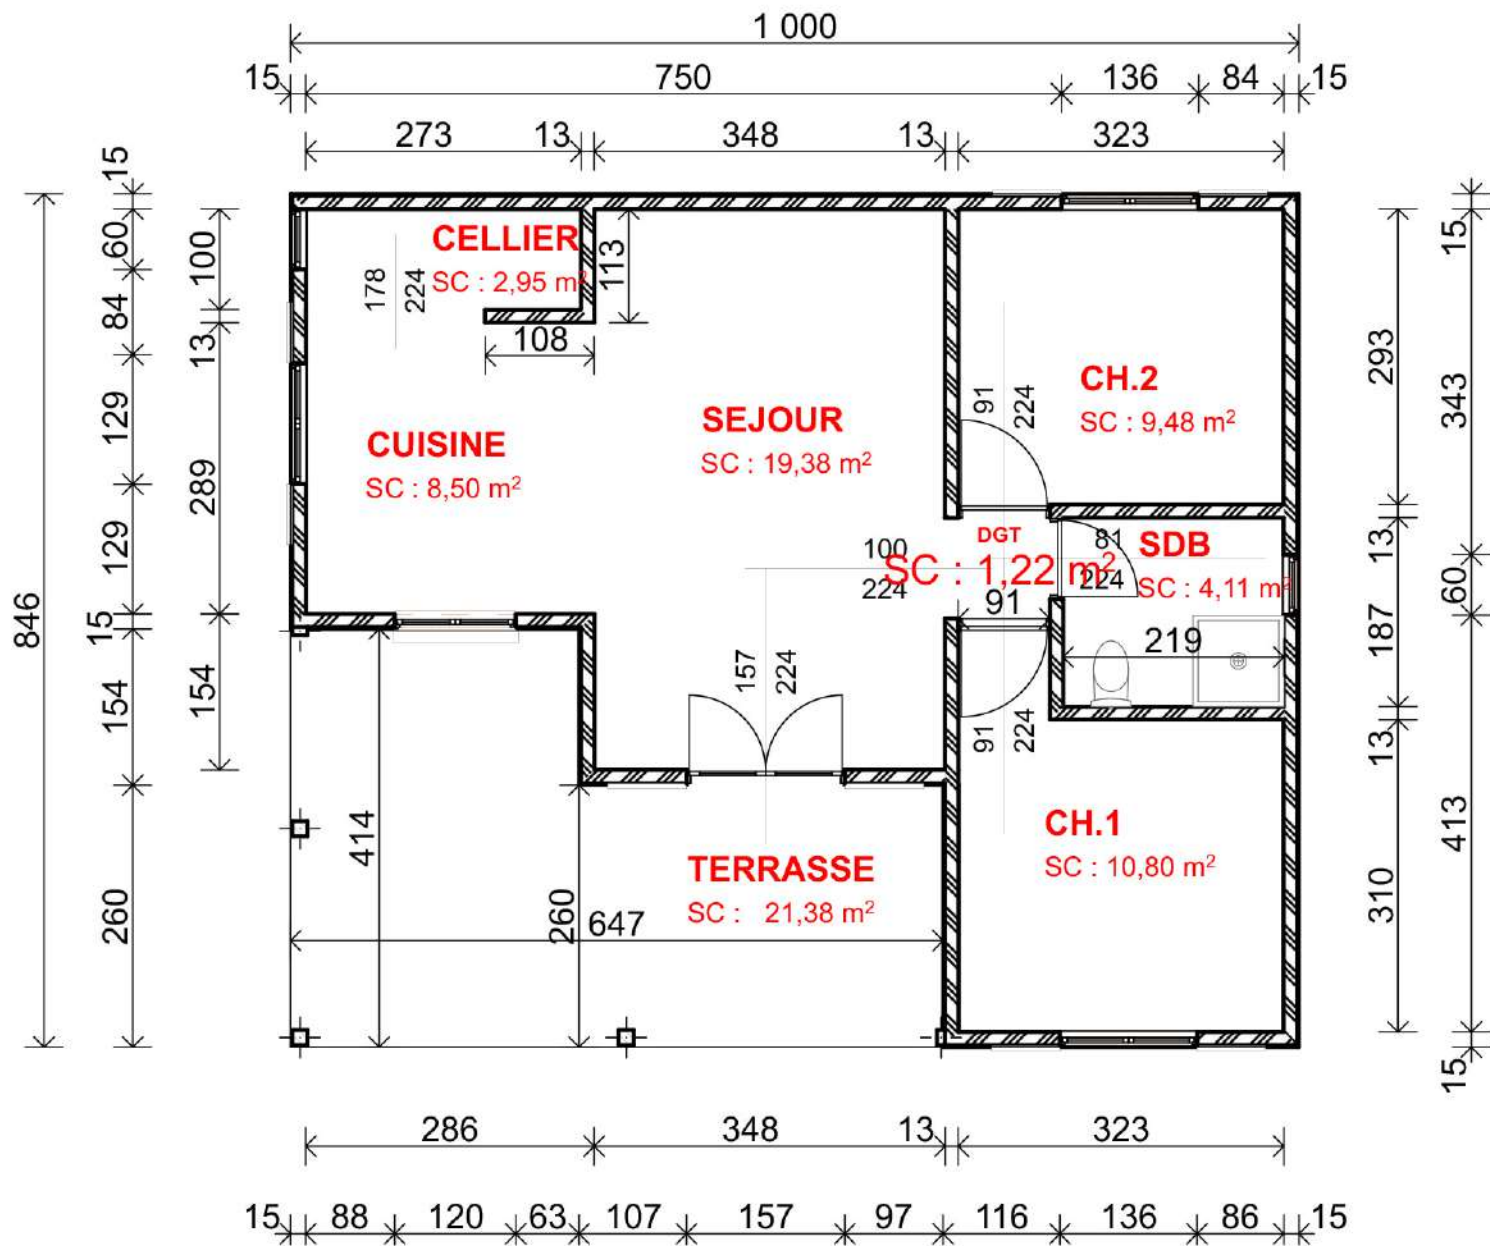 1 000
15 750 136 84 15
273 13 348 13 323
15
60
84
129
129
15
154
260
846
100
13
289
154
CELLIER
SC : 2,95 m²
178
224
113
108
CUISINE
SC : 8,50 m²
SEJOUR
SC : 19,38 m²
CH.2
SC : 9,48 m²
91
224
DGT
SC : 1,22 m²
100
224
91
SDB
SC : 4,11 m²
81
224
219
157
224
91
224
CH.1
SC : 10,80 m²
TERRASSE
SC : 21,38 m²
414
260
647
293
13
187
13
310
15
343
60
413
15
286 348 13 323
15 88 120 63 107 157 97 116 136 86 15